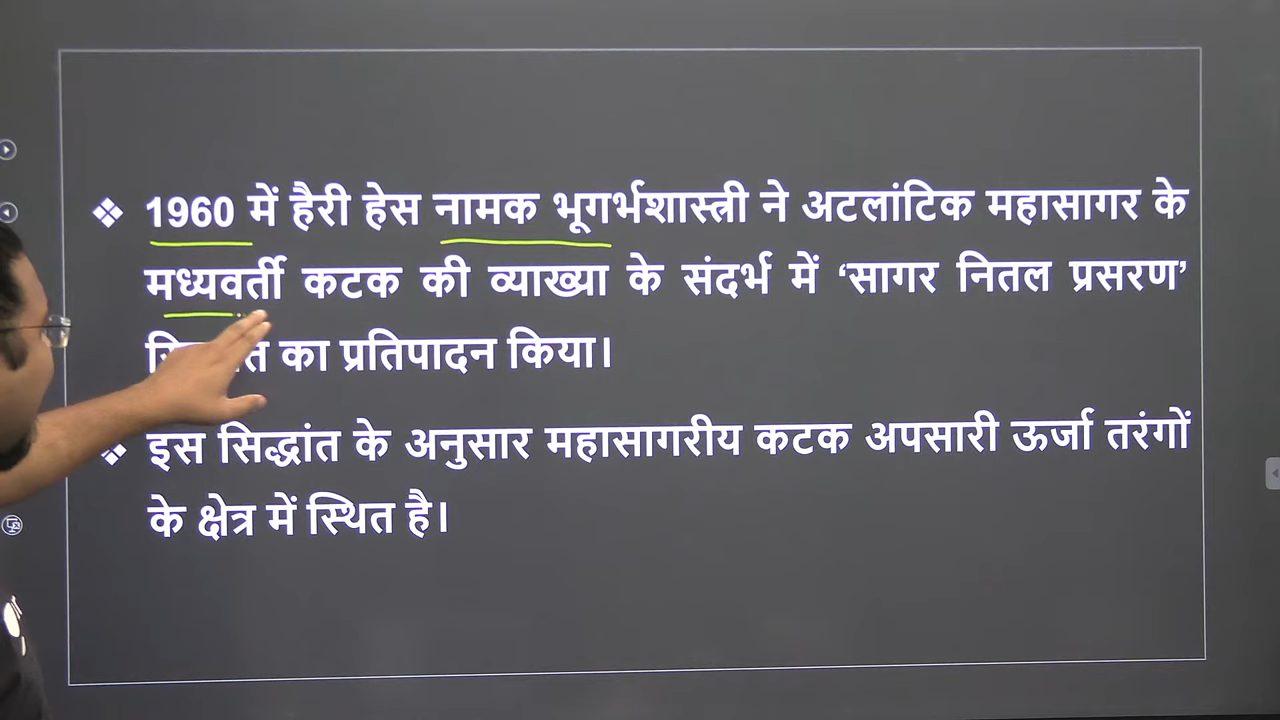 ❖ 1960 में हैरी हेस नामक भूगर्भशास्त्री ने अटलांटिक महासागर के
मध्यवर्ती कटक की व्याख्या के संदर्भ में ‘सागर नितल प्रसरण’
का प्रतिपादन किया।
❖ इस सिद्धांत के अनुसार महासागरीय कटक अपसारी ऊर्जा तरंगों
के क्षेत्र में स्थित है।